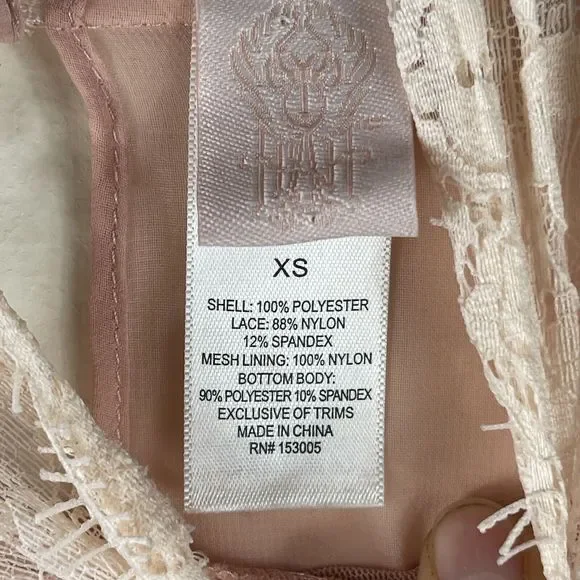 XS
SHELL: 100% POLYESTER
LACE: 88% NYLON
12% SPANDEX
MESH LINING: 100% NYLON
BOTTOM BODY:
90% POLYESTER 10% SPANDEX
EXCLUSIVE OF TRIMS
MADE IN CHINA
RN# 153005